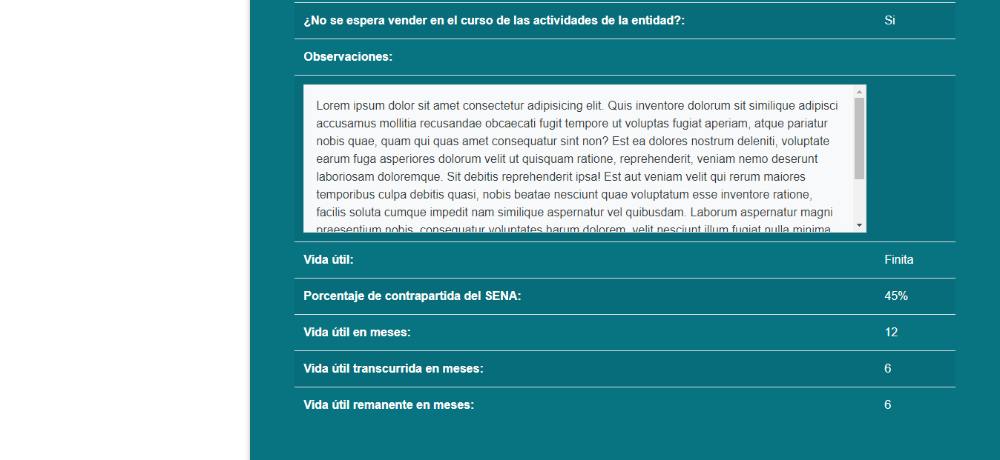 ¿No se espera vender en el curso de las actividades de la entidad?: Si
Observaciones:
Lorem ipsum dolor sit amet consectetur adipisicing elit. Quis inventore dolorum sit similique adipisci
accusamus mollitia recusandae obcaecati fugit tempore ut voluptas fugiat aperiam, atque pariatur
nobis quae, quam qui quas amet consequatur sint non? Est ea dolores nostrum deleniti, voluptate
earum fuga asperiores dolorum velit ut quisquam ratione, reprehenderit, veniam nemo deserunt
laboriosam doloremque. Sit debitis reprehenderit ipsa! Est aut veniam velit qui rerum maiores
temporibus culpa debitis quasi, nobis beatae nesciunt quae voluptatum esse inventore ratione,
facilis soluta cumque impedit nam similique aspernatur vel quibusdam. Laborum aspernatur magni
praesentium nobis, consequatur voluptates harum dolorem, velit nesciunt illum fugiat nulla minima
Vida útil: Finita
Porcentaje de contrapartida del SENA: 45%
Vida útil en meses: 12
Vida útil transcurrida en meses: 6
Vida útil remanente en meses: 6